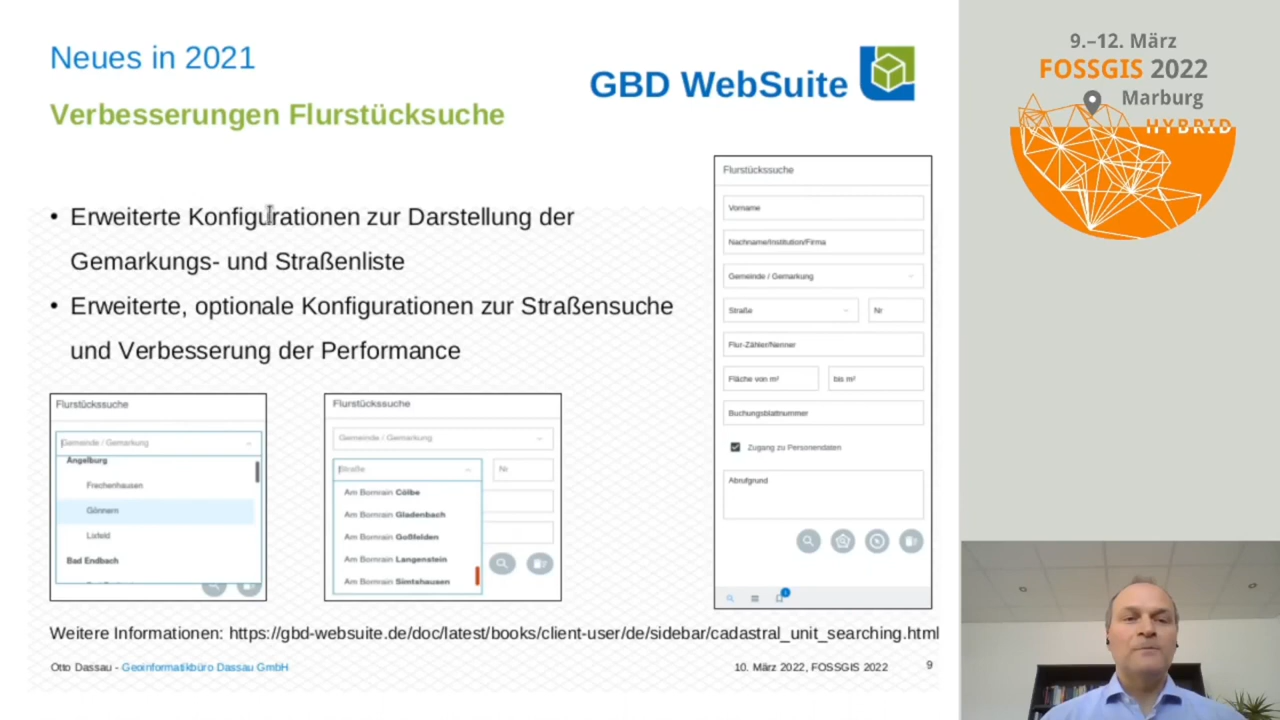 Neues in 2021
Verbesserungen Flurstücksuche
GBD WebSuite
• Erweiterte Konfigurationen zur Darstellung der
Gemarkungs- und Straßenliste
• Erweiterte, optionale Konfigurationen zur Straßensuche
und Verbesserung der Performance
Flurstückssuche
Gemeinde / Gemarkung
Angelburg
Frechenhausen
Gönnern
Lixfeld
Bad Endbach
Flurstückssuche
Gemeinde / Gemarkung
Straße
Nr
Am Bornrain Cölbe
Am Bornrain Gladenbach
Am Bornrain Goßfelden
Am Bornrain Langenstein
Am Bornrain Simtshausen
Flurstückssuche
Vorname
Nachname/Institution/Firma
Gemeinde / Gemarkung
Straße
Nr
Flur-Zähler/Nenner
Fläche von m²
bis m²
Buchungsblattnummer
Zugang zu Personendaten
Abrufgrund
Weitere Informationen: https://gbd-websuite.de/doc/latest/books/client-user/de/sidebar/cadastral_unit_searching.html
Otto Dassau - Geoinformatikbüro Dassau GmbH
10. März 2022, FOSSGIS 2022
9
9.–12. März
FOSSGIS 2022
Marburg
HYBRID